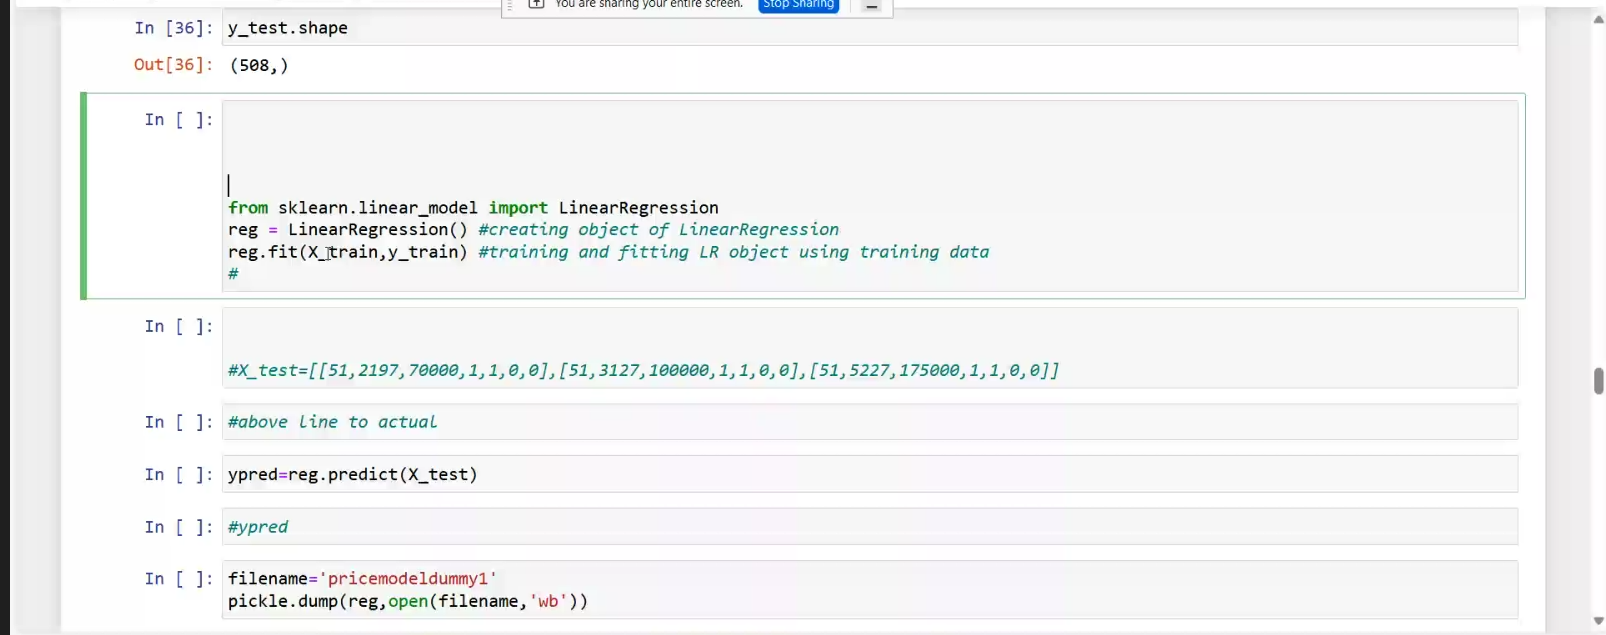 You are sharing your entire screen. Stop Sharing
In [36]: y_test.shape
Out[36]: (508,)
In [ ]:
from sklearn.linear_model import LinearRegression
reg = LinearRegression() #creating object of LinearRegression
reg.fit(X_train,y_train) #training and fitting LR object using training data
#
In [ ]:
#X_test=[[51,2197,70000,1,1,0,0],[51,3127,100000,1,1,0,0],[51,5227,175000,1,1,0,0]]
In [ ]: #above line to actual
In [ ]: ypred=reg.predict(X_test)
In [ ]: #ypred
In [ ]: filename='pricemodeldummy1'
pickle.dump(reg,open(filename,'wb'))